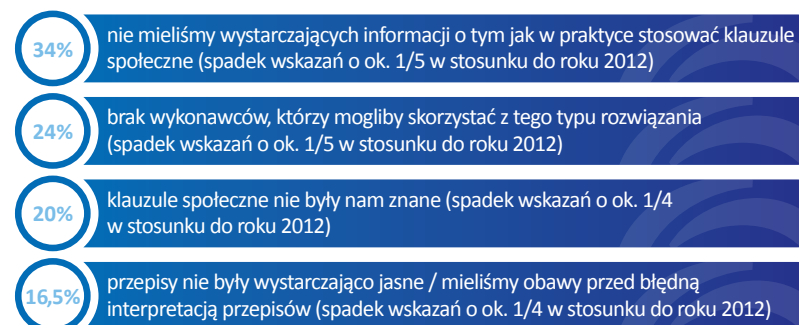 34%
nie mieliśmy wystarczających informacji o tym jak w praktyce stosować klauzule
społeczne (spadek wskazań o ok. 1/5 w stosunku do roku 2012)
24%
brak wykonawców, którzy mogliby skorzystać z tego typu rozwiązania
(spadek wskazań o ok. 1/5 w stosunku do roku 2012)
20%
klauzule społeczne nie były nam znane (spadek wskazań o ok. 1/4
w stosunku do roku 2012)
16,5%
przepisy nie były wystarczająco jasne / mieliśmy obawy przed błędną
interpretacją przepisów (spadek wskazań o ok. 1/4 w stosunku do roku 2012)